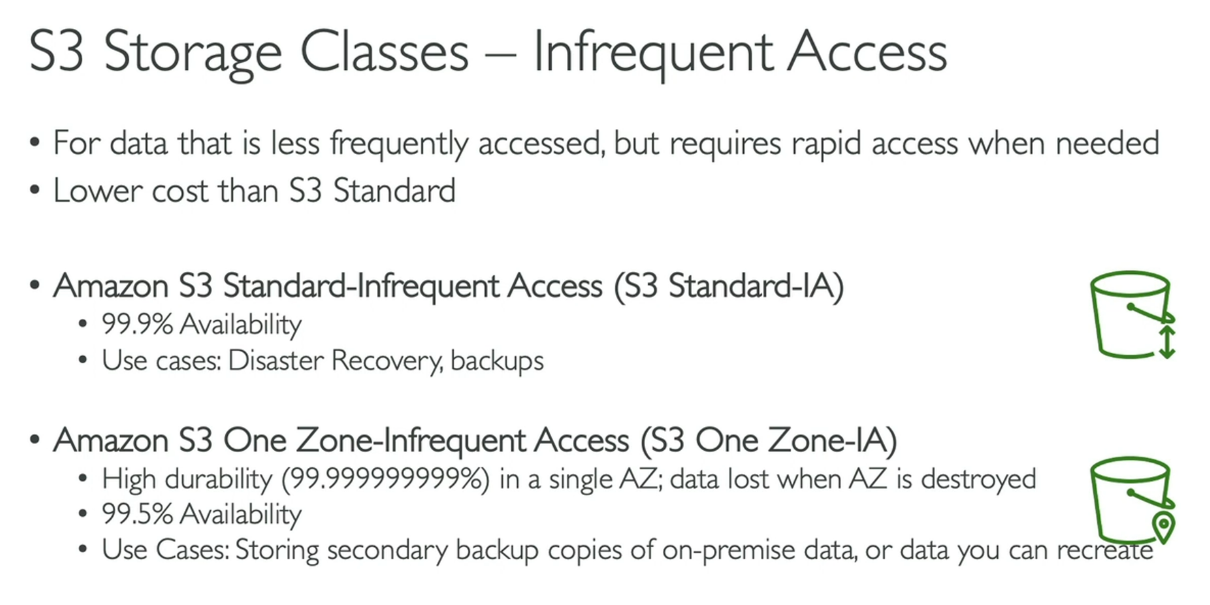 S3 Storage Classes – Infrequent Access
• For data that is less frequently accessed, but requires rapid access when needed
• Lower cost than S3 Standard
• Amazon S3 Standard-Infrequent Access (S3 Standard-IA)
• 99.9% Availability
• Use cases: Disaster Recovery, backups
• Amazon S3 One Zone-Infrequent Access (S3 One Zone-IA)
• High durability (99.999999999%) in a single AZ; data lost when AZ is destroyed
• 99.5% Availability
• Use Cases: Storing secondary backup copies of on-premise data, or data you can recreate